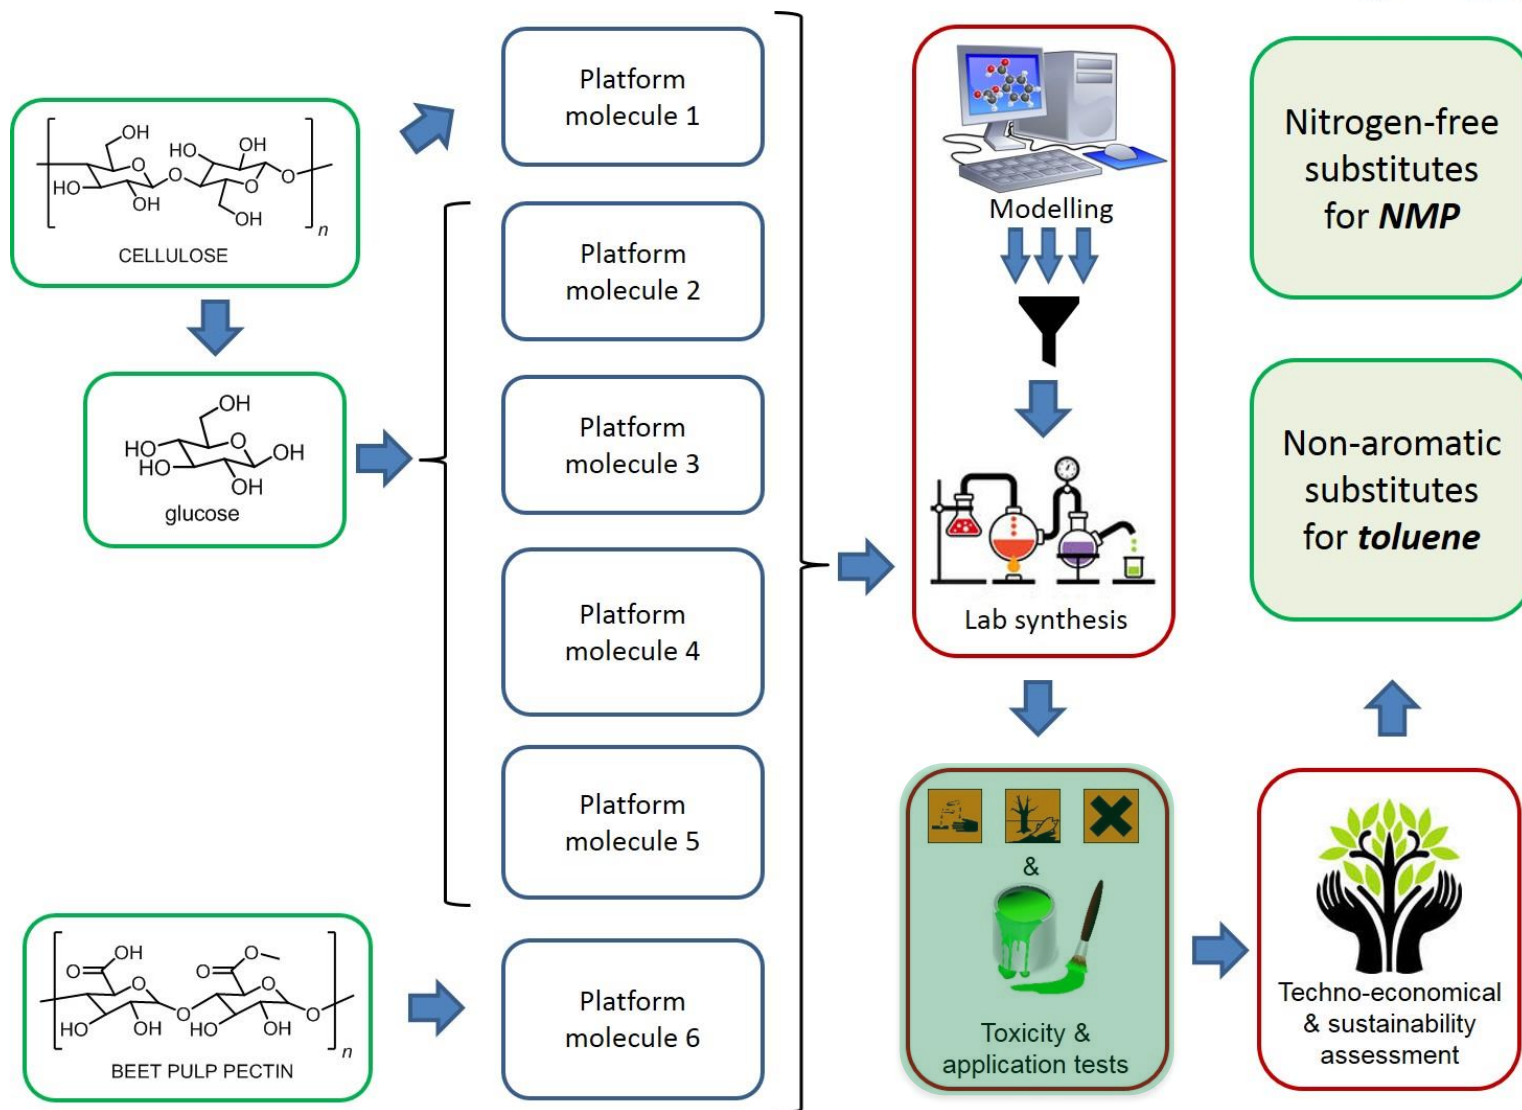 OH
O
HO
OH
O
HO
OH
O
OH
O
n
CELLULOSE
OH
HO
HO
O
OH
OH
glucose
OH
O
O
HO
OH
O
O
O
O
HO
OH
O
n
BEET PULP PECTIN
Platform
molecule 1
Platform
molecule 2
Platform
molecule 3
Platform
molecule 4
Platform
molecule 5
Platform
molecule 6
Modelling
Lab synthesis
&
Toxicity &
application tests
Techno-economical
& sustainability
assessment
Nitrogen-free
substitutes
for NMP
Non-aromatic
substitutes
for toluene